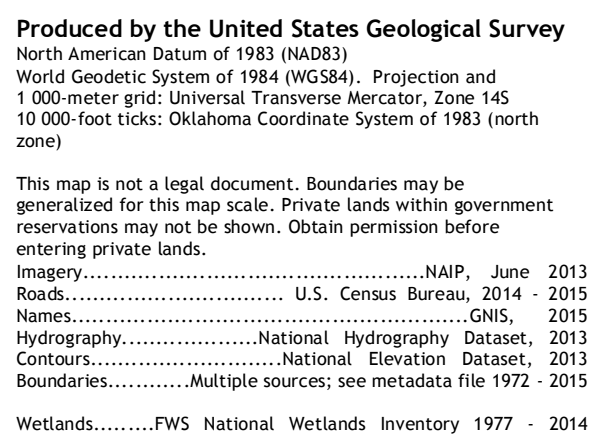 Produced by the United States Geological Survey
North American Datum of 1983 (NAD83)
World Geodetic System of 1984 (WGS84). Projection and
1 000-meter grid: Universal Transverse Mercator, Zone 14S
10 000-foot ticks: Oklahoma Coordinate System of 1983 (north
zone)
This map is not a legal document. Boundaries may be
generalized for this map scale. Private lands within government
reservations may not be shown. Obtain permission before
entering private lands.
Imagery.................................................NAIP, June 2013
Roads................................ U.S. Census Bureau, 2014 - 2015
Names.........................................................GNIS, 2015
Hydrography....................National Hydrography Dataset, 2013
Contours............................National Elevation Dataset, 2013
Boundaries............Multiple sources; see metadata file 1972 - 2015
Wetlands.........FWS National Wetlands Inventory 1977 - 2014